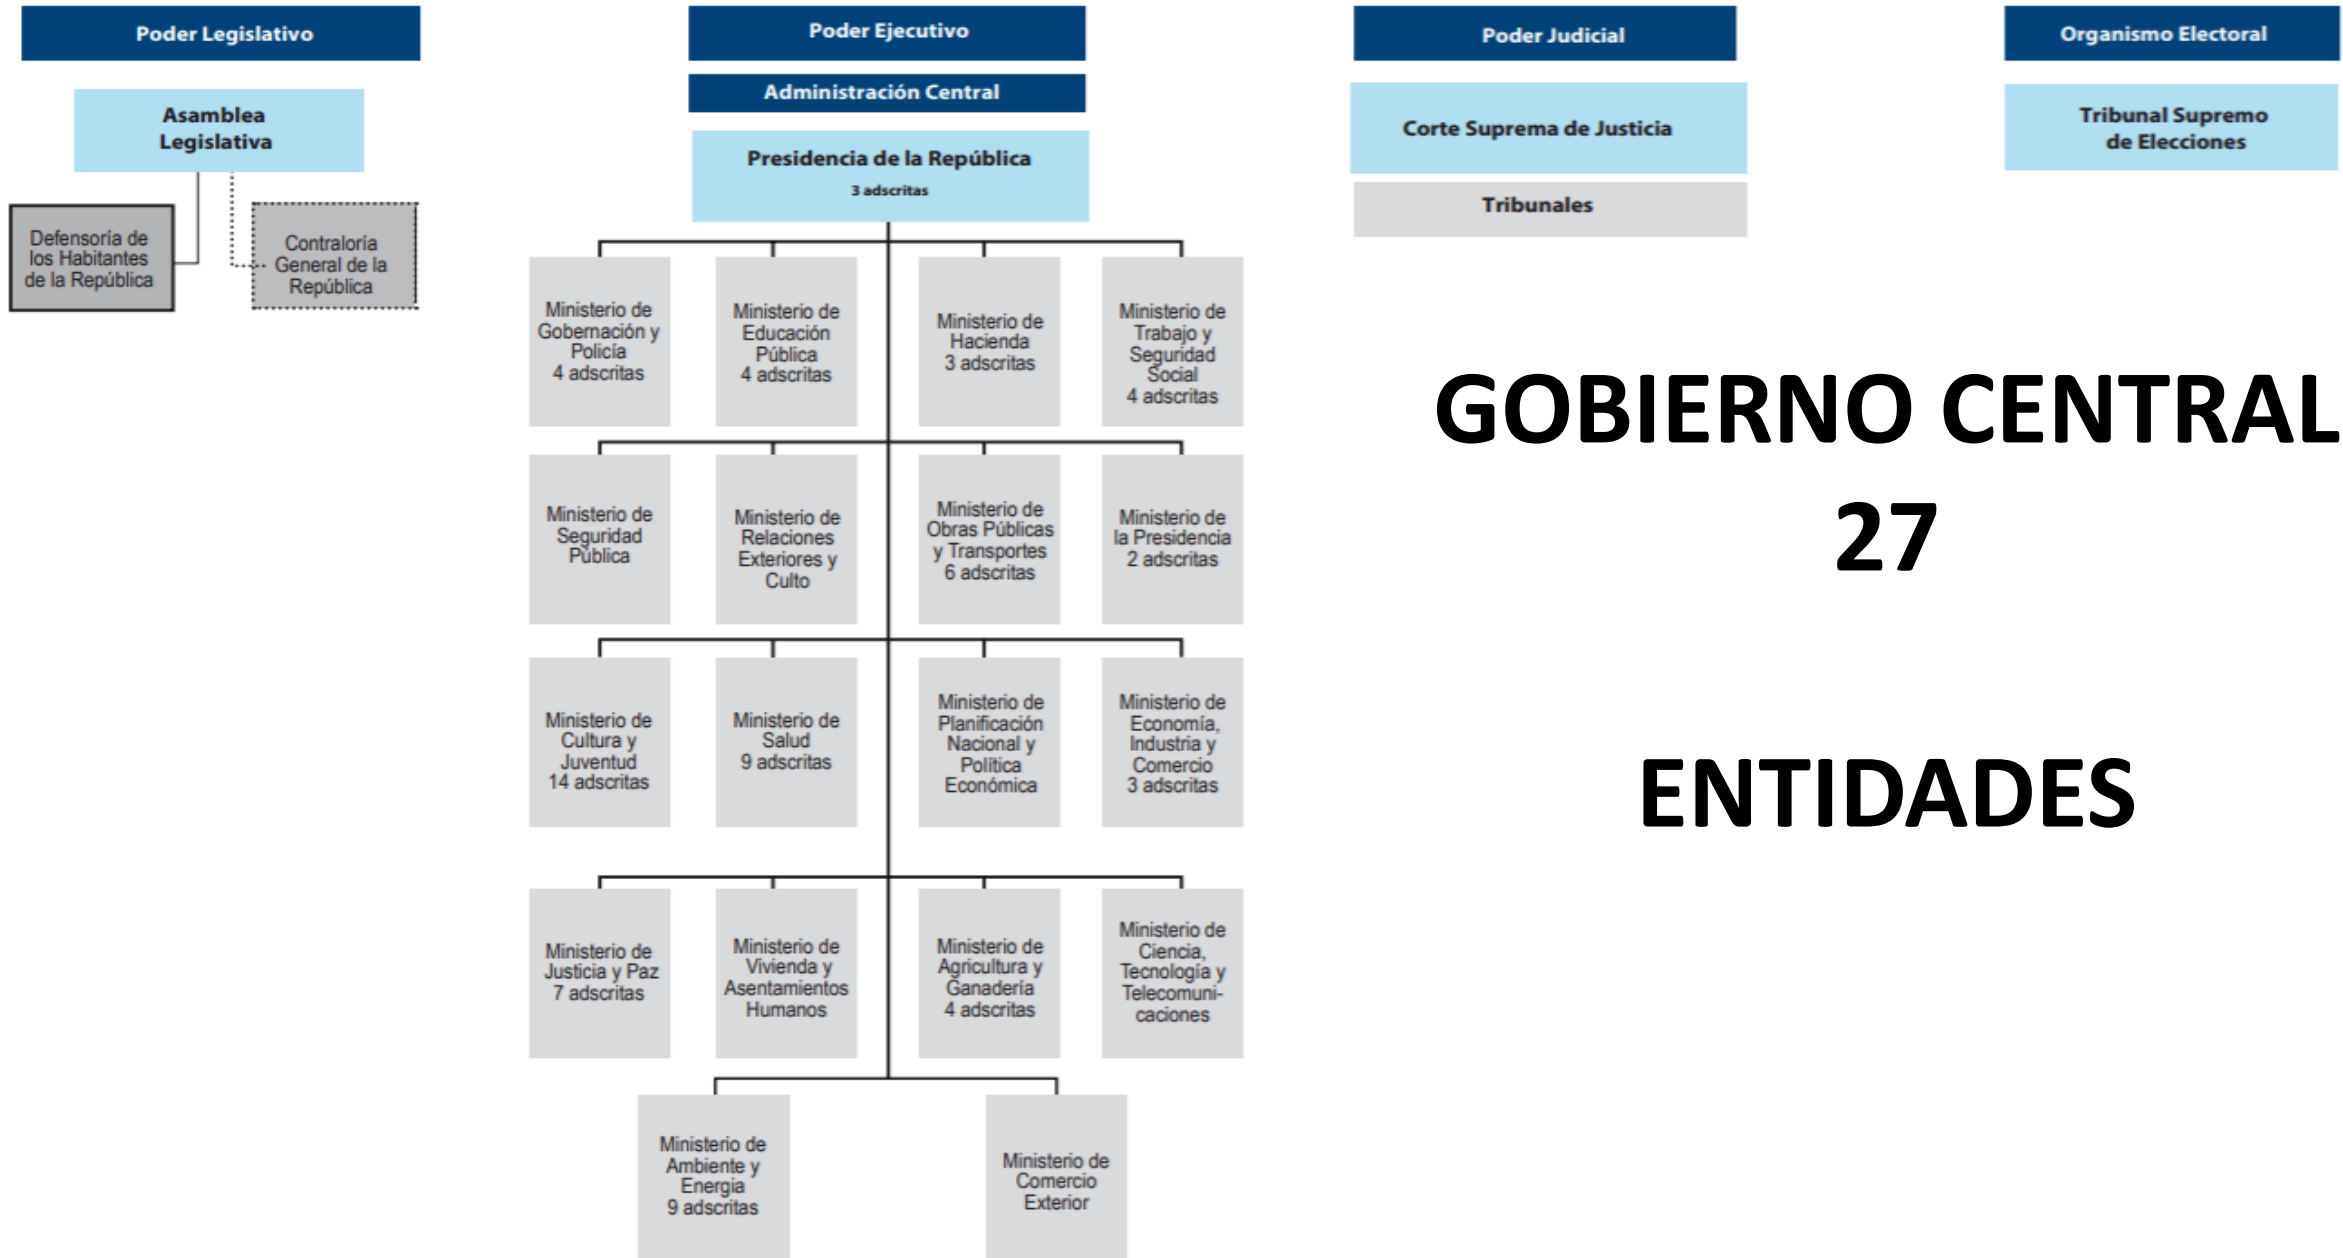 Poder Legislativo
Asamblea
Legislativa
Defensoría de
los Habitantes
de la República
Contraloría
General de la
República
Poder Ejecutivo
Administración Central
Presidencia de la República
3 adscritas
Ministerio de
Gobernación y
Policía
4 adscritas
Ministerio de
Educación
Pública
4 adscritas
Ministerio de
Hacienda
3 adscritas
Ministerio de
Trabajo y
Seguridad
Social
4 adscritas
Ministerio de
Seguridad
Pública
Ministerio de
Relaciones
Exteriores y
Culto
Ministerio de
Obras Públicas
y Transportes
6 adscritas
Ministerio de
la Presidencia
2 adscritas
Ministerio de
Cultura y
Juventud
14 adscritas
Ministerio de
Salud
9 adscritas
Ministerio de
Planificación
Nacional y
Política
Económica
Ministerio de
Economía,
Industria y
Comercio
3 adscritas
Ministerio de
Justicia y Paz
7 adscritas
Ministerio de
Vivienda y
Asentamientos
Humanos
Ministerio de
Agricultura y
Ganadería
4 adscritas
Ministerio de
Ciencia,
Tecnología y
Telecomuni-
caciones
Ministerio de
Ambiente y
Energia
9 adscritas
Ministerio de
Comercio
Exterior
Poder Judicial
Corte Suprema de Justicia
Tribunales
Organismo Electoral
Tribunal Supremo
de Elecciones
GOBIERNO CENTRAL
27
ENTIDADES